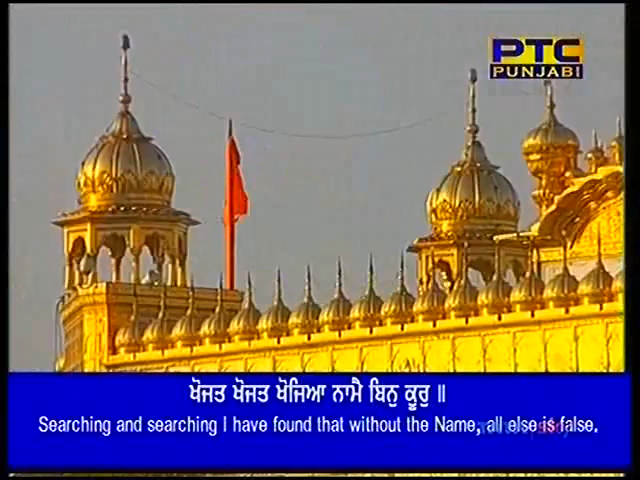 PTC
PUNJABI
ਖੋਜਤ ਖੋਜਤ ਖੋਜਿਆ ਨਾਮੈ ਬਿਨੁ ਕੂਰੁ ॥
Searching and searching I have found that without the Name, all else is false.